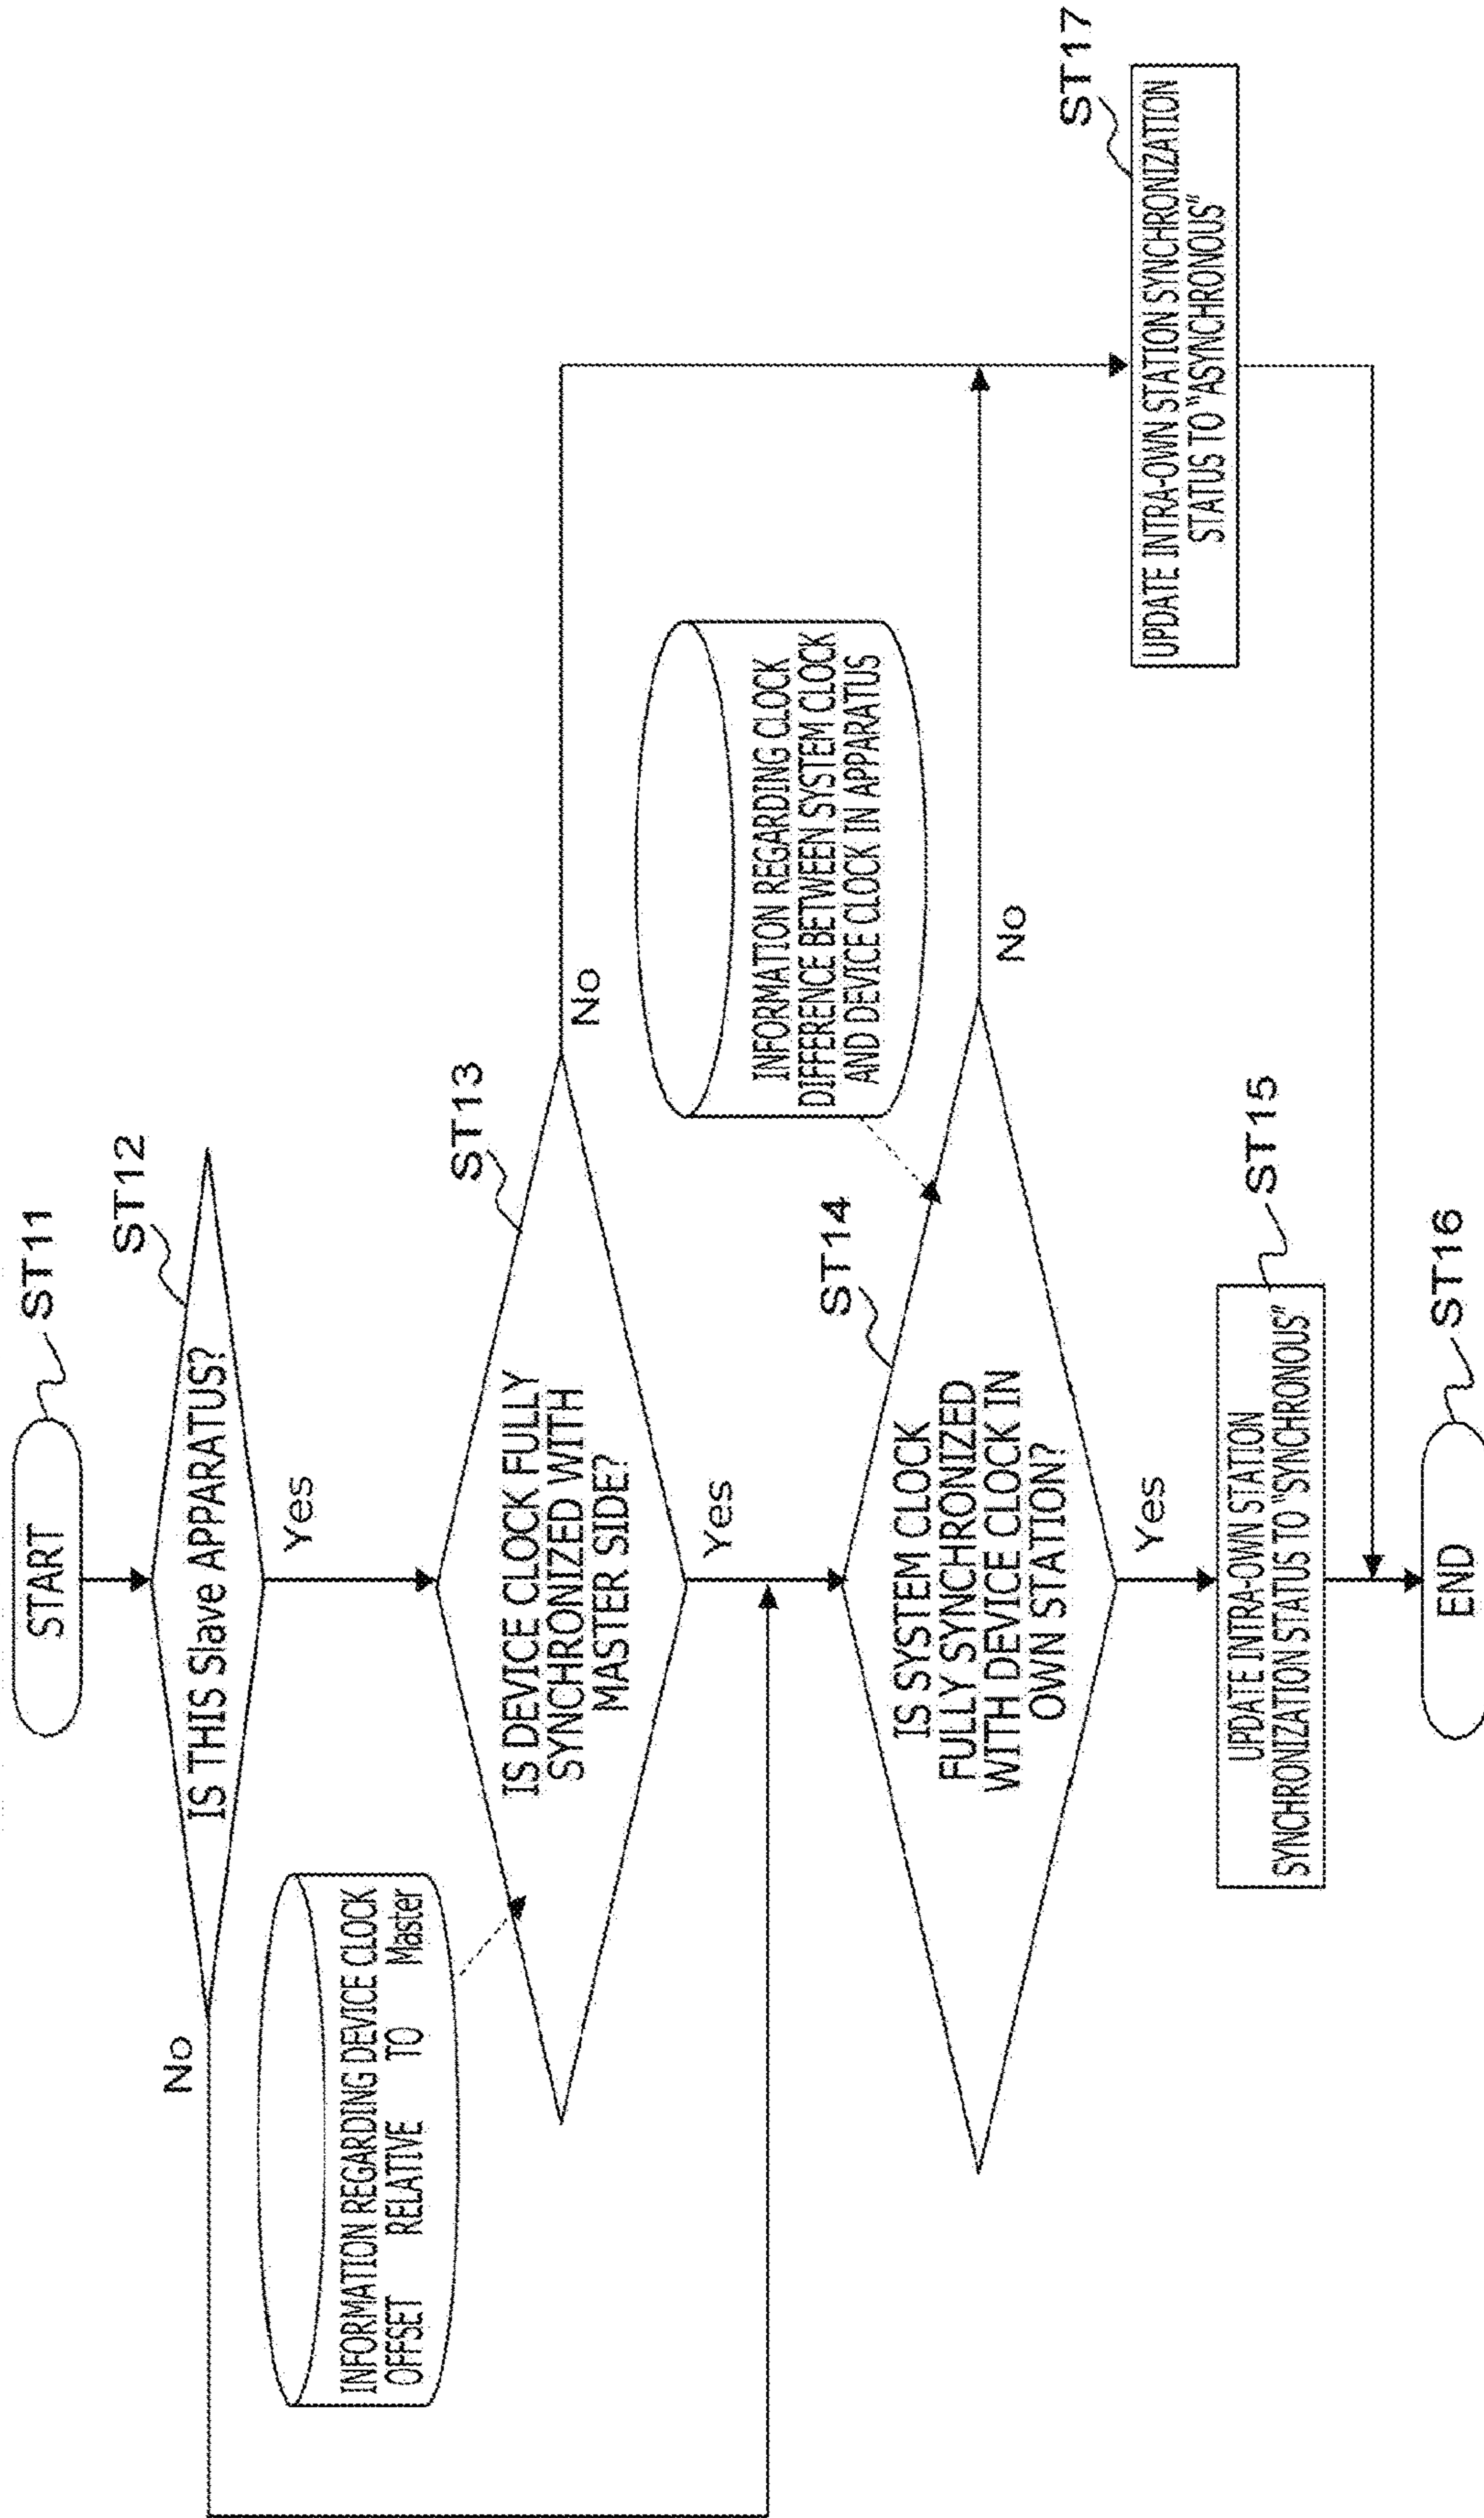 START
ST11
IS THIS Slave APPARATUS?
ST12
No
Yes
INFORMATION REGARDING DEVICE CLOCK
OFFSET RELATIVE TO Master
IS DEVICE CLOCK FULLY
SYNCHRONIZED WITH
MASTER SIDE?
ST13
No
Yes
INFORMATION REGARDING CLOCK
DIFFERENCE BETWEEN SYSTEM CLOCK
AND DEVICE CLOCK IN APPARATUS
IS SYSTEM CLOCK
FULLY SYNCHRONIZED
WITH DEVICE CLOCK IN
OWN STATION?
ST14
No
Yes
UPDATE INTRA-OWN STATION
SYNCHRONIZATION STATUS TO "SYNCHRONOUS"
ST15
UPDATE INTRA-OWN STATION SYNCHRONIZATION
STATUS TO "ASYNCHRONOUS"
ST17
END
ST16